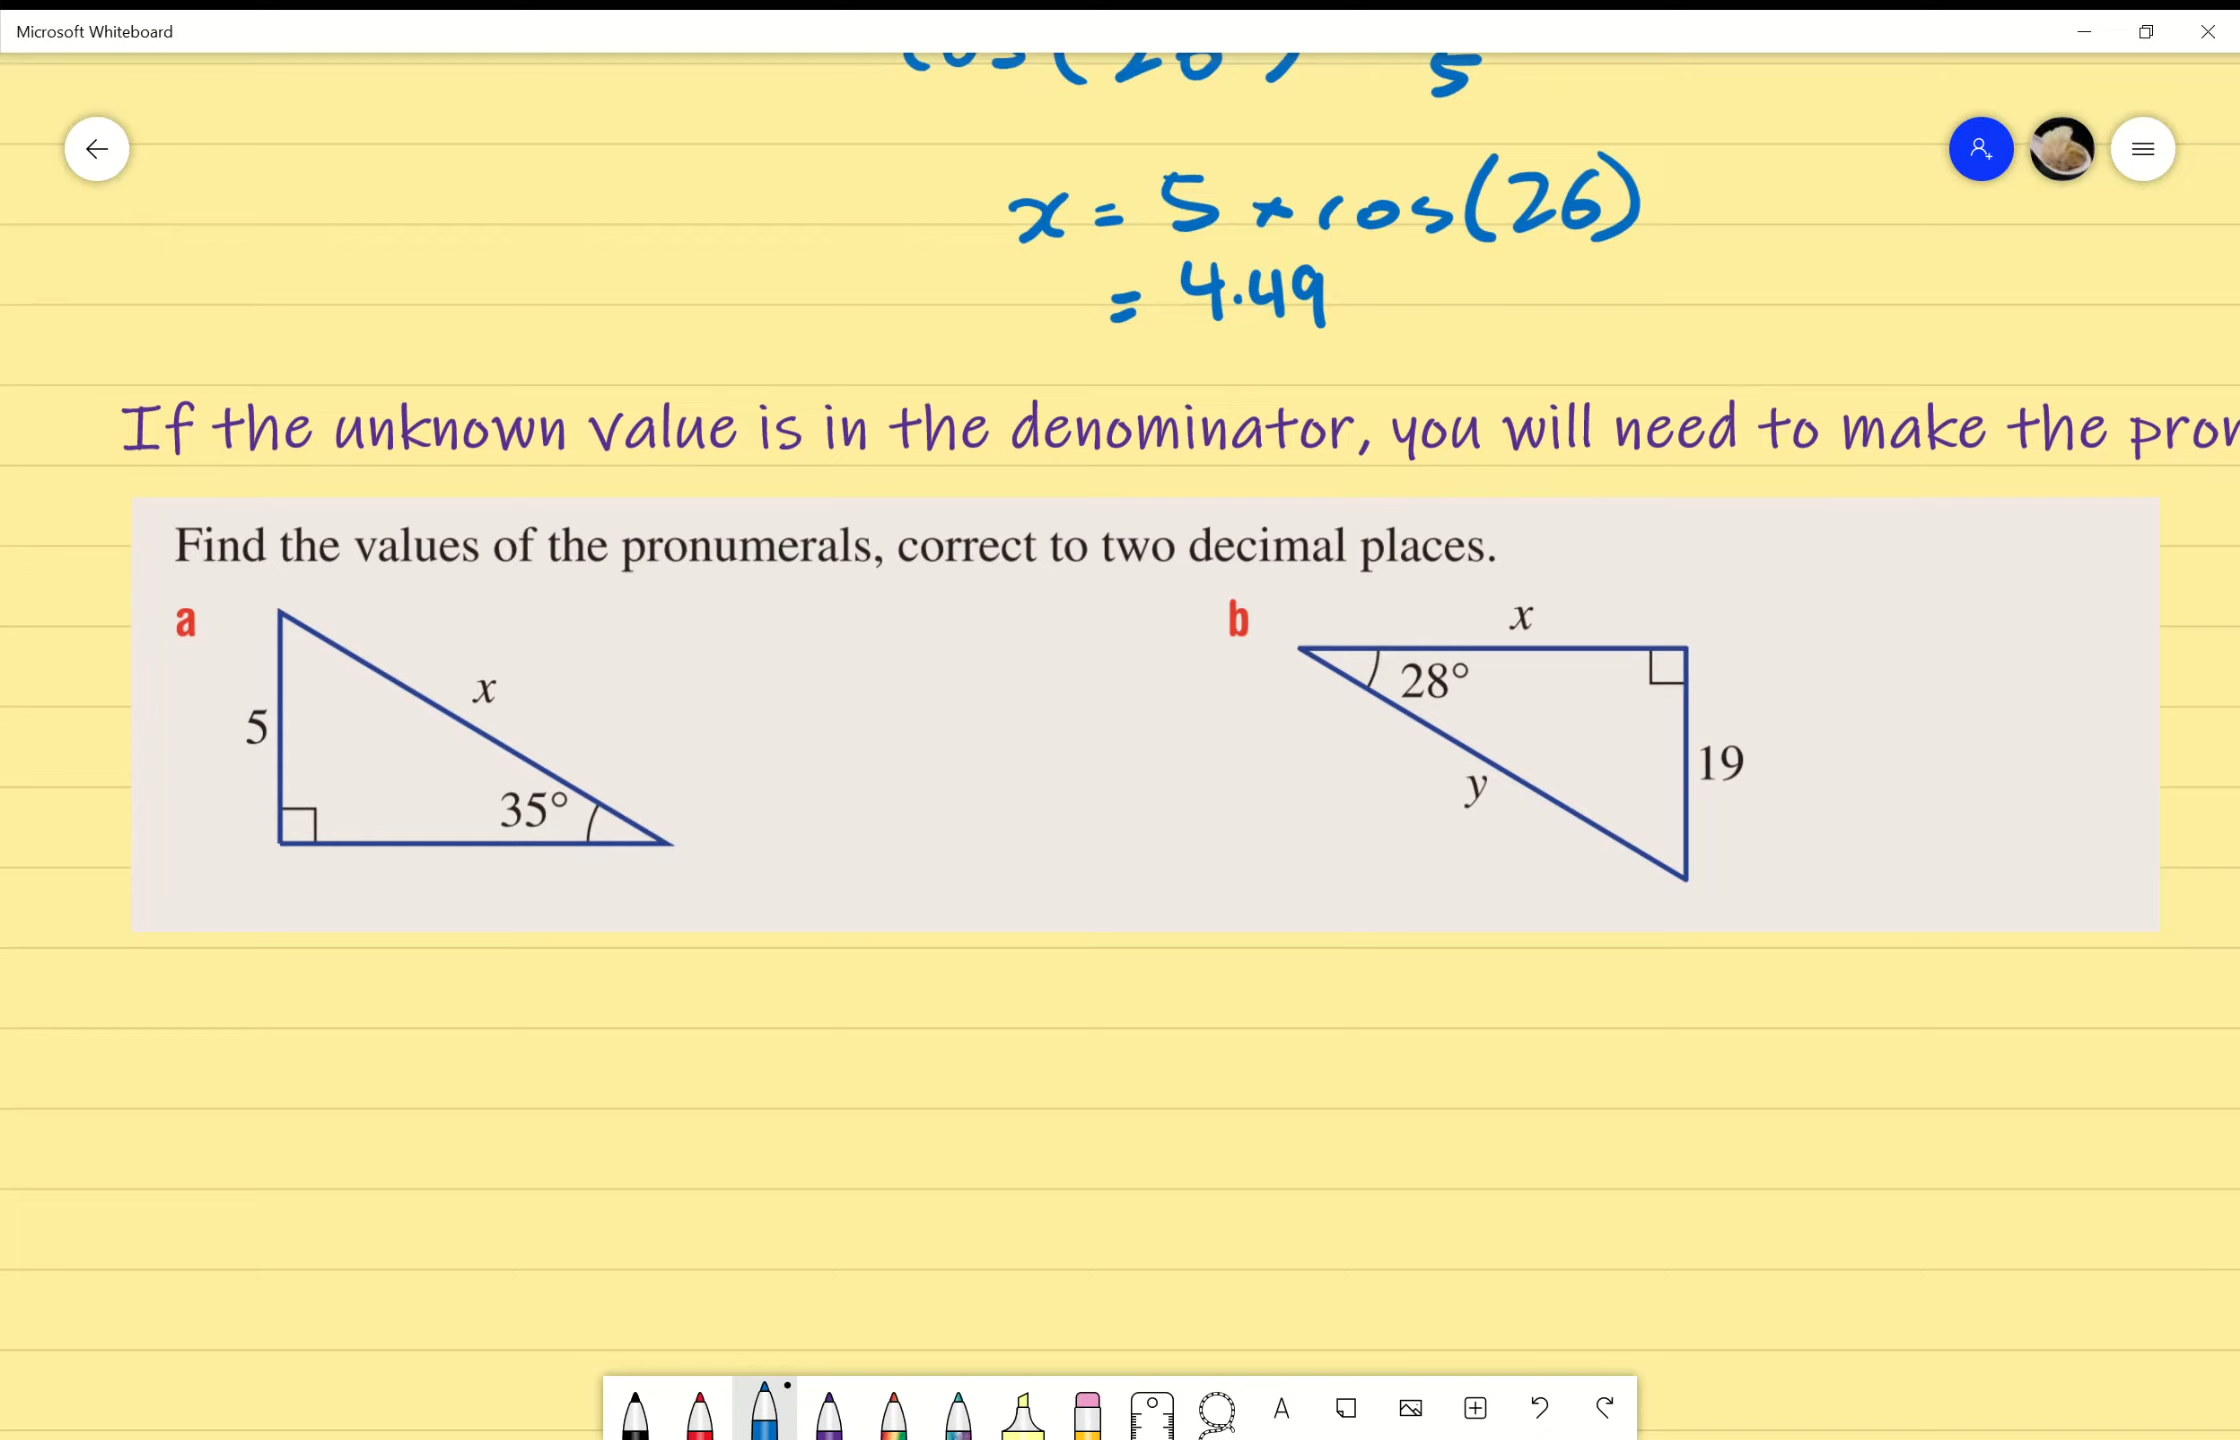 Microsoft Whiteboard
x = 5 * cos(26)
= 4.49
If the unknown value is in the denominator, you will need to make the
Find the values of the pronumerals, correct to two decimal places.
a
b
x
28°
x
5
19
y
35°
A